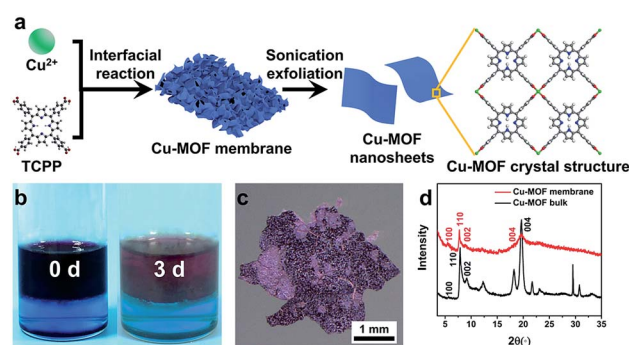 a
Cu2+
TCPP
Interfacial
reaction
Cu-MOF membrane
Sonication
exfoliation
Cu-MOF
nanosheets
Cu-MOF crystal structure
b
0 d
3 d
c
1 mm
d
Cu-MOF membrane
Cu-MOF bulk
100
110
002
004
100
110
002
004
Intensity
5 10 15 20 25 30 35
2θ(◦)